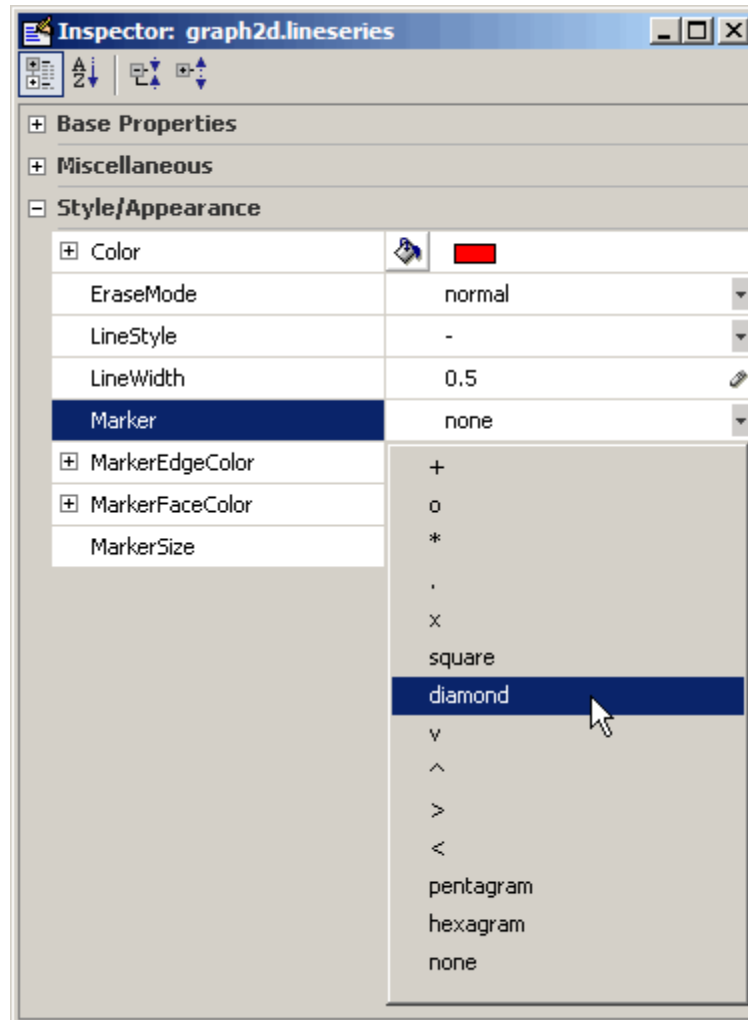 Inspector: graph2d.lineseries
A
Z
Base Properties
Miscellaneous
Style/Appearance
Color
EraseMode normal
LineStyle -
LineWidth 0.5
Marker none
MarkerEdgeColor
MarkerFaceColor
MarkerSize
+
o
*
.
x
square
diamond
v
^
>
<
pentagram
hexagram
none